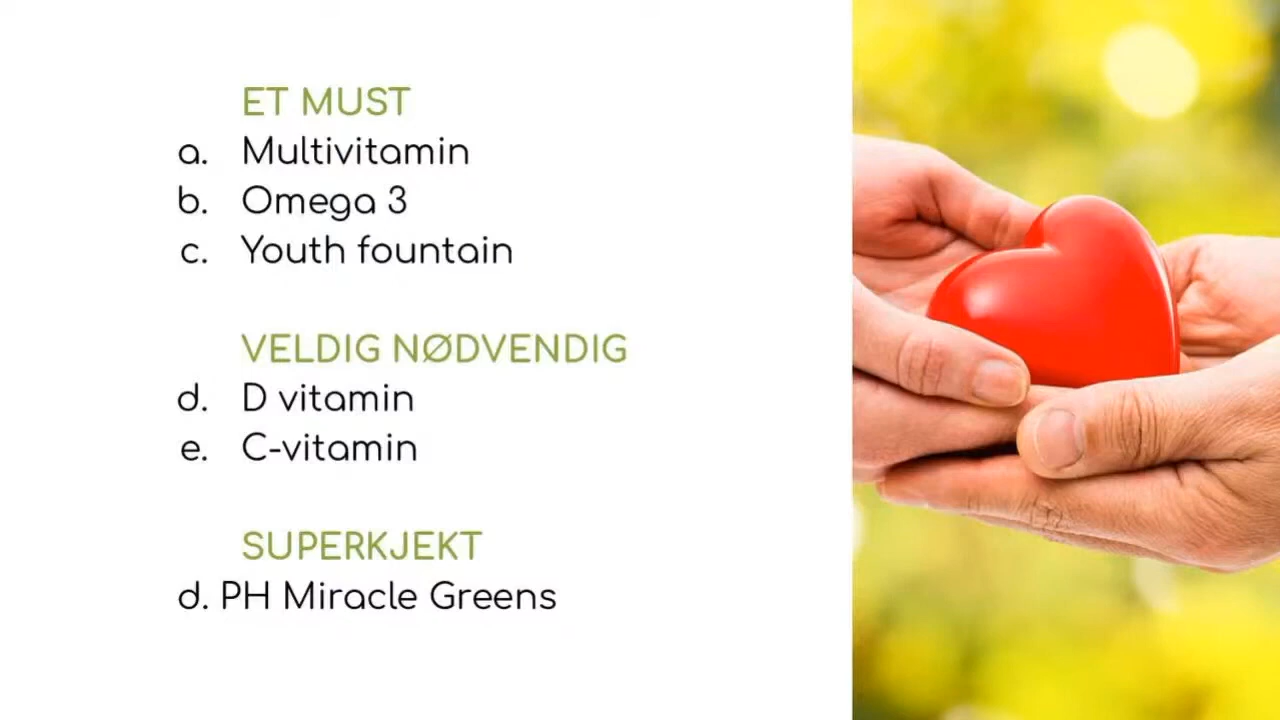 ET MUST
a. Multivitamin
b. Omega 3
c. Youth fountain
VELDIG NØDVENDIG
d. D vitamin
e. C-vitamin
SUPERKJEKT
d. PH Miracle Greens